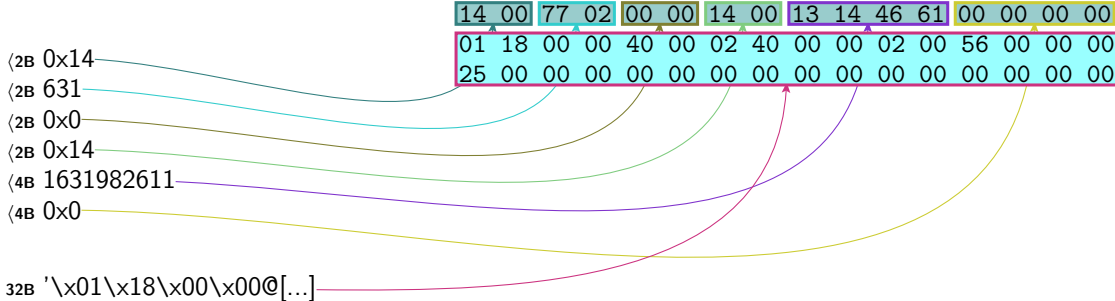 14 00 77 02 00 00 14 00 13 14 46 61 00 00 00 00
01 18 00 00 40 00 02 40 00 00 02 00 56 00 00 00
25 00 00 00 00 00 00 00 00 00 00 00 00 00 00 00
⟨2B 0x14
⟨2B 631
⟨2B 0x0
⟨2B 0x14
⟨4B 1631982611
⟨4B 0x0
32B '\x01\x18\x00\x00@[...]